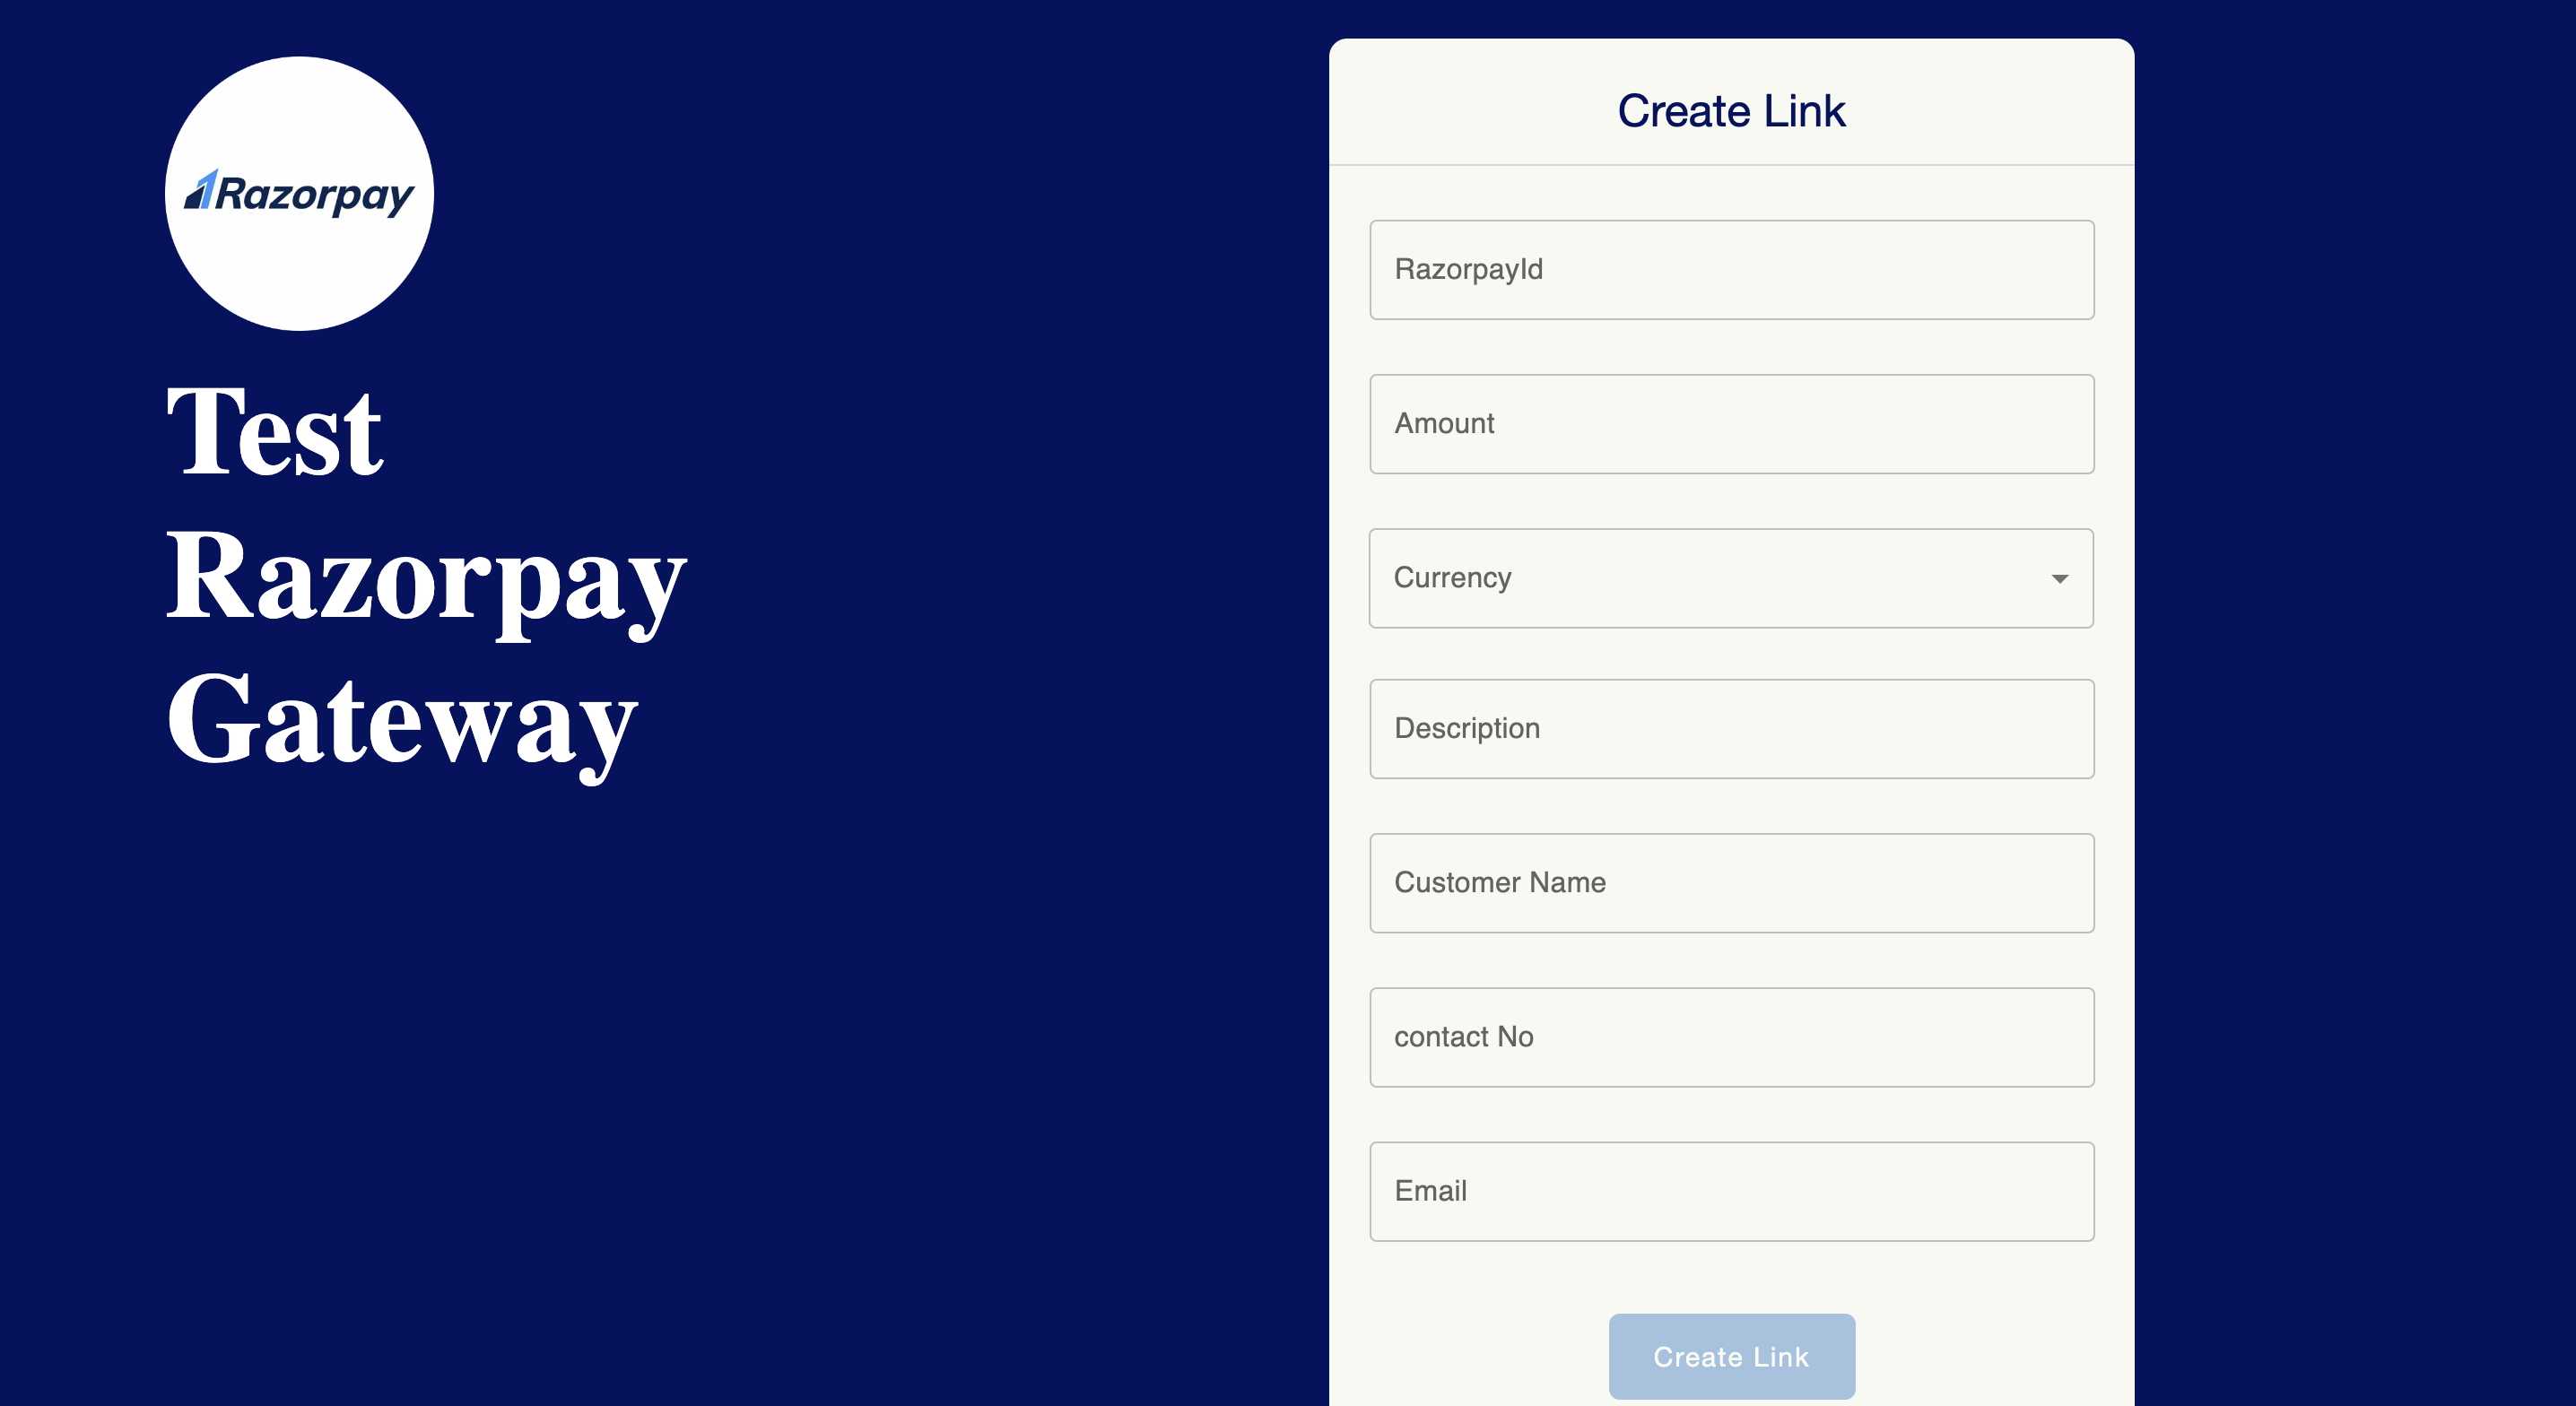 Razorpay
Test
Razorpay
Gateway
Create Link
RazorpayId
Amount
Currency
Description
Customer Name
contact No
Email
Create Link